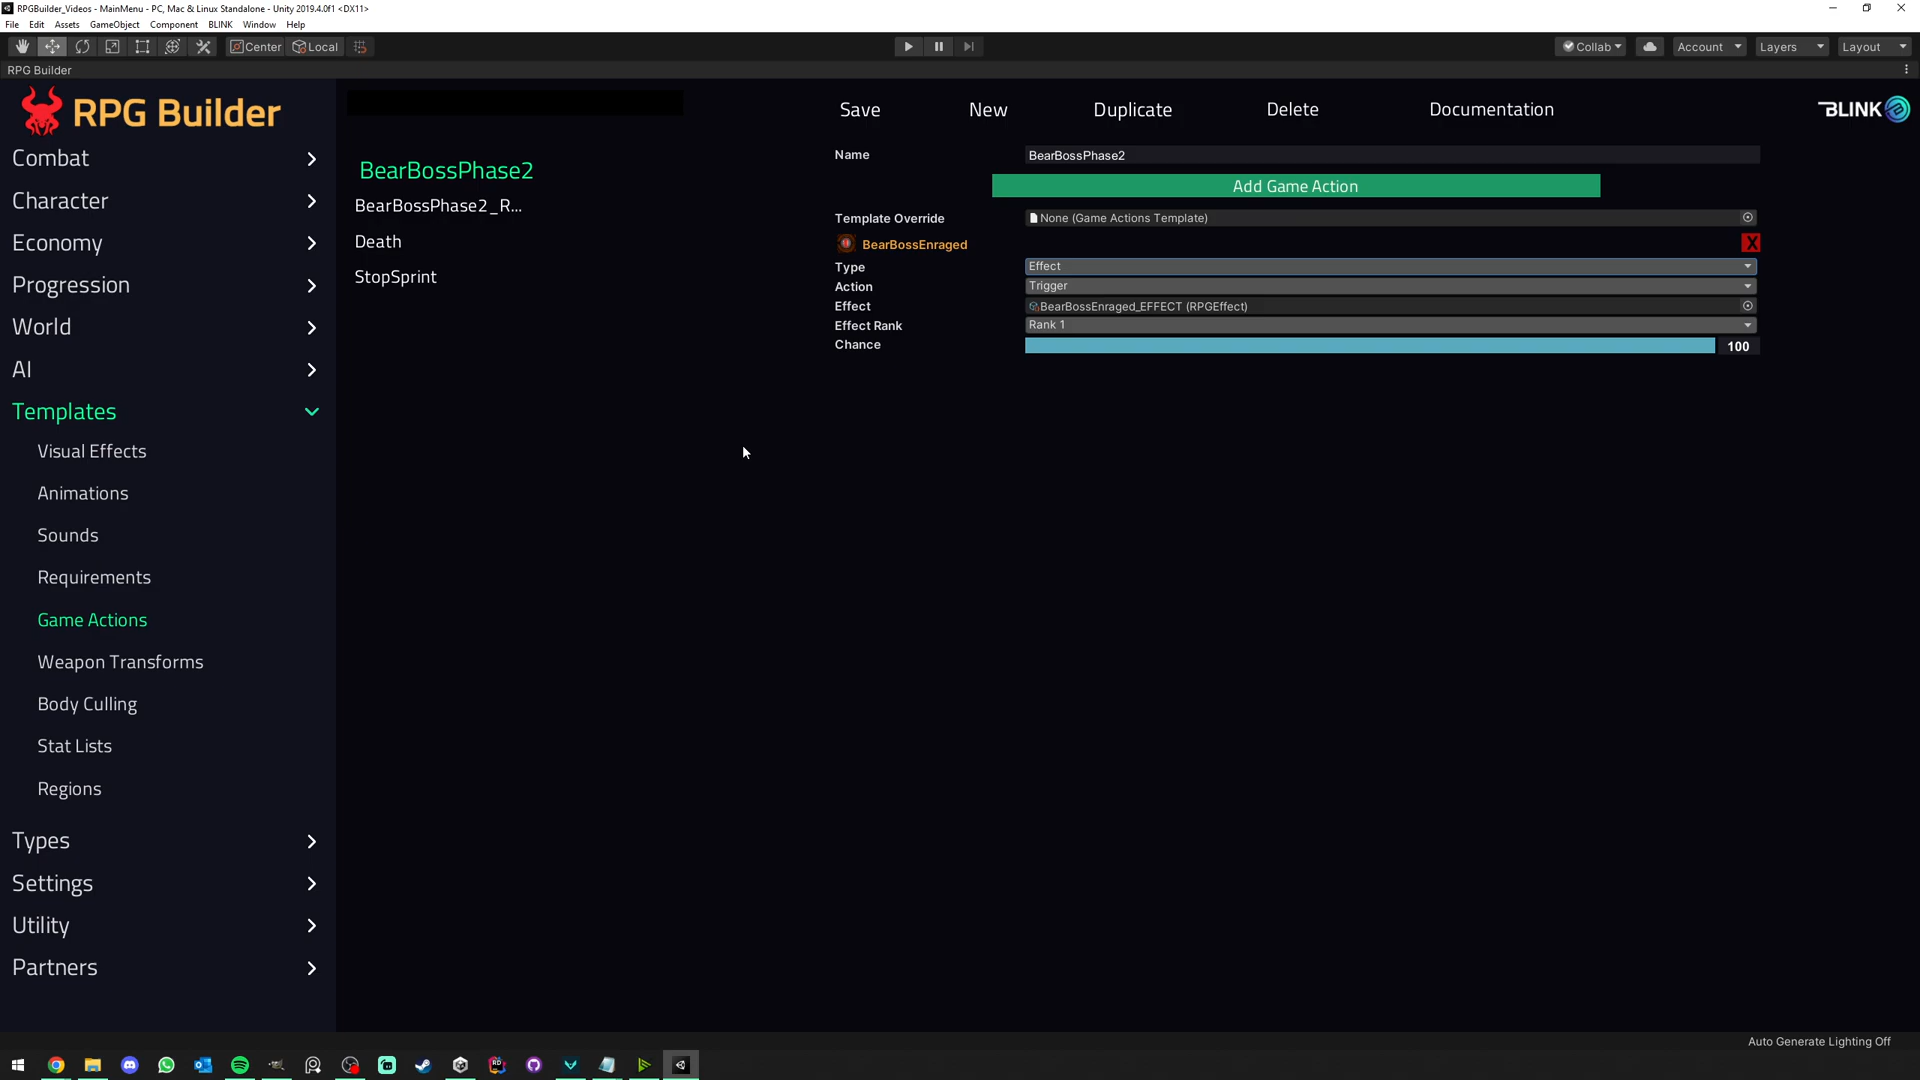 RPGBuilder_Videos - MainMenu - PC, Mac & Linux Standalone - Unity 2019.4.0f1 <DX11>
File Edit Assets GameObject Component BLINK Window Help
Center Local Collab Account Layers Layout
RPG Builder
RPG Builder
Save New Duplicate Delete Documentation
BLINK
Combat
Character
Economy
Progression
World
AI
Templates
Visual Effects
Animations
Sounds
Requirements
Game Actions
Weapon Transforms
Body Culling
Stat Lists
Regions
Types
Settings
Utility
Partners
BearBossPhase2
BearBossPhase2_R...
Death
StopSprint
Name BearBossPhase2
Add Game Action
Template Override None (Game Actions Template)
BearBossEnraged X
Type Effect
Action Trigger
Effect BearBossEnraged_EFFECT (RPGEffect)
Effect Rank Rank 1
Chance 100
Auto Generate Lighting Off